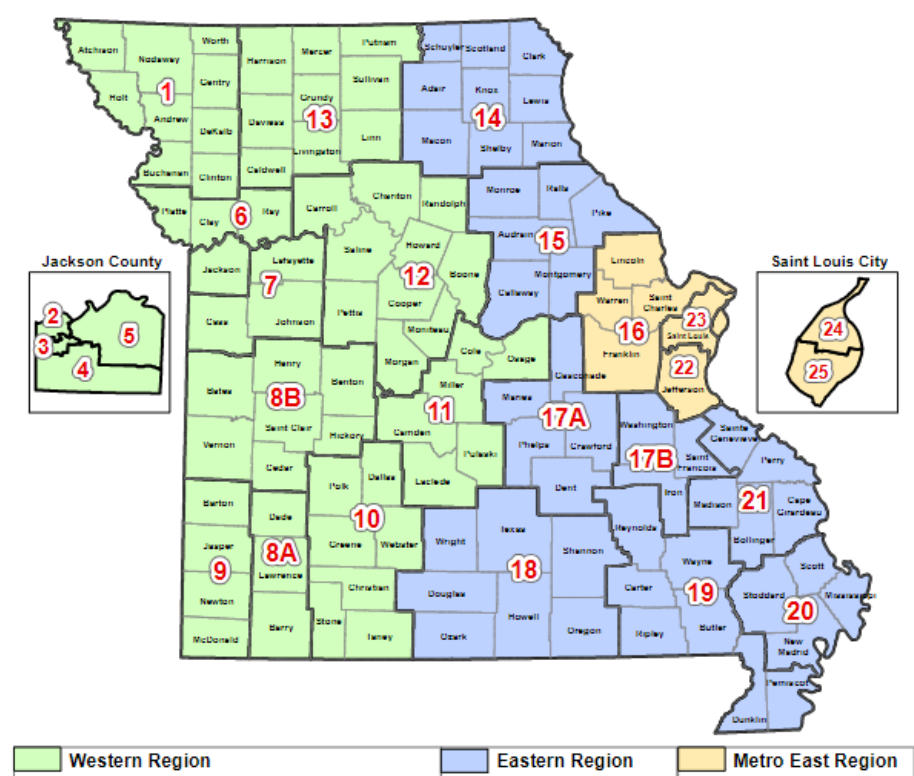 Atchison
Nodaway
Worth
Harrison
Mercer
Putnam
Schuyler
Scotland
Clark
Holt
1
Gentry
Grundy
Sullivan
Adair
Knox
Lewis
Andrew
DeKalb
Daviess
13
Linn
14
Macon
Shelby
Marion
Buchanan
Clinton
Caldwell
Livingston
Platte
Clay
6
Ray
Carroll
Chariton
Randolph
Monroe
Ralls
Pike
Audrain
15
Jackson
Lafayette
7
Saline
Howard
12
Boone
Callaway
Montgomery
Lincoln
Warren
Saint
Charles
16
23
Saint Louis
Franklin
22
Jefferson
Cass
Johnson
Pettis
Cooper
Moniteau
Morgan
Cole
Osage
Gasconade
Bates
Henry
8B
Benton
Miller
11
Camden
Maries
17A
Washington
Sainte
Genevieve
Vernon
Saint Clair
Hickory
Cedar
Pulaski
Laclede
Phelps
Crawford
Dent
17B
Saint
Francois
Iron
Perry
Madison
21
Cape
Girardeau
Bollinger
Barton
Dade
Polk
Dallas
10
Greene
Webster
Wright
Texas
18
Shannon
Reynolds
Jasper
9
8A
Lawrence
Newton
McDonald
Barry
Christian
Stone
Taney
Douglas
Ozark
Howell
Oregon
Carter
Wayne
19
Ripley
Butler
Scott
Stoddard
Mississippi
20
New
Madrid
Pemiscot
Dunklin
Jackson County
2
3
4
5
Saint Louis City
24
25
Western Region
Eastern Region
Metro East Region